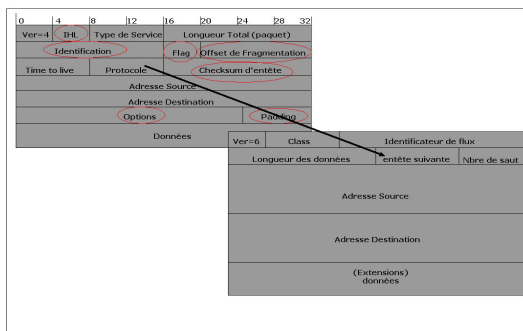 0 4 8 12 16 20 24 28 32
Ver=4 IHL Type de Service Longueur Total (paquet)
Identification Flag Offset de Fragmentation
Time to live Protocole Checksum d'entête
Adresse Source
Adresse Destination
Options Padding
Données
Ver=6 Class Identificateur de flux
Longueur des données entête suivante Nbre de saut
Adresse Source
Adresse Destination
(Extensions)
données